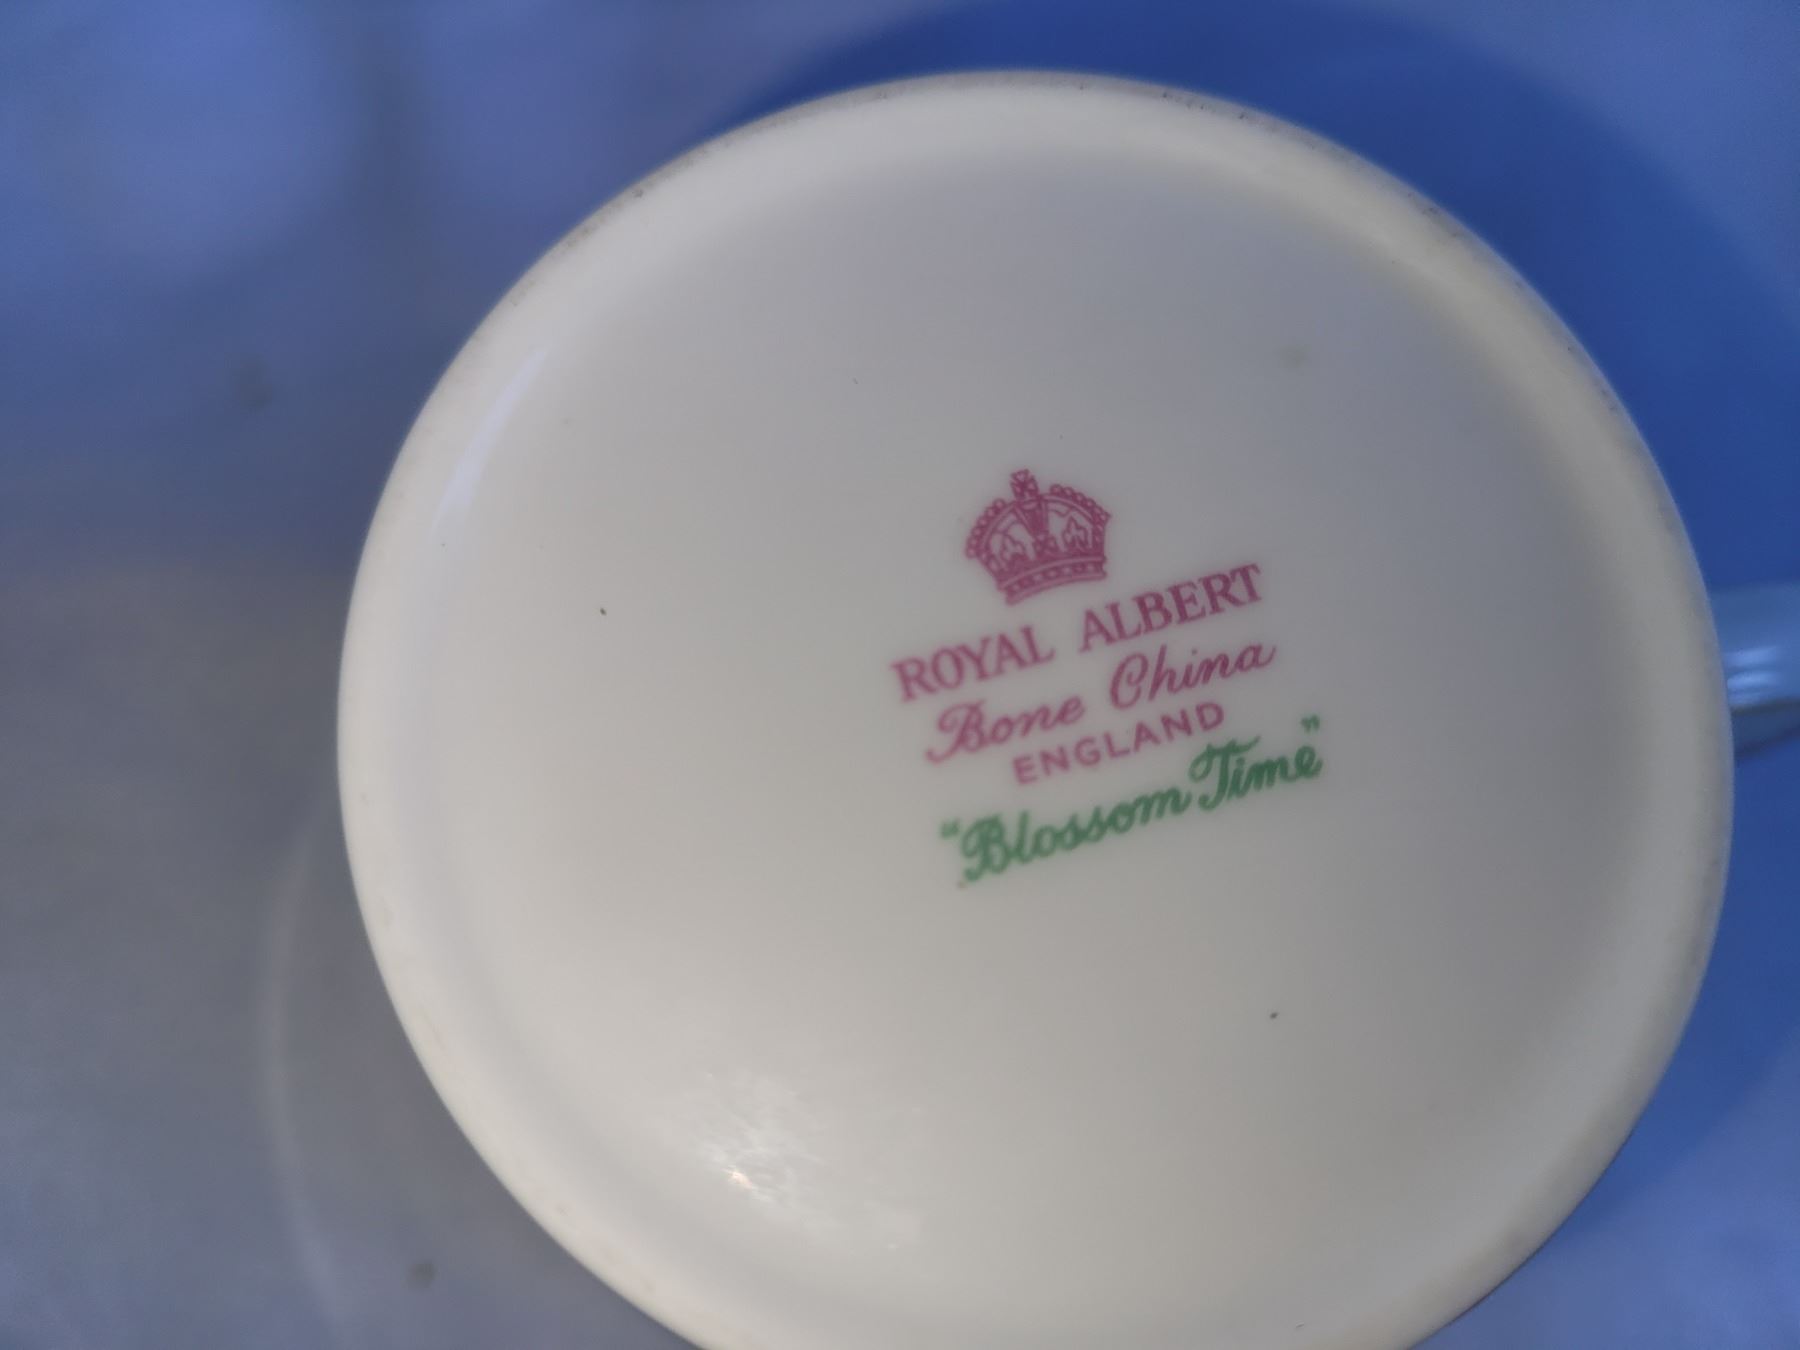 ROYAL ALBERT
Bone China
ENGLAND
"Blossom Time"